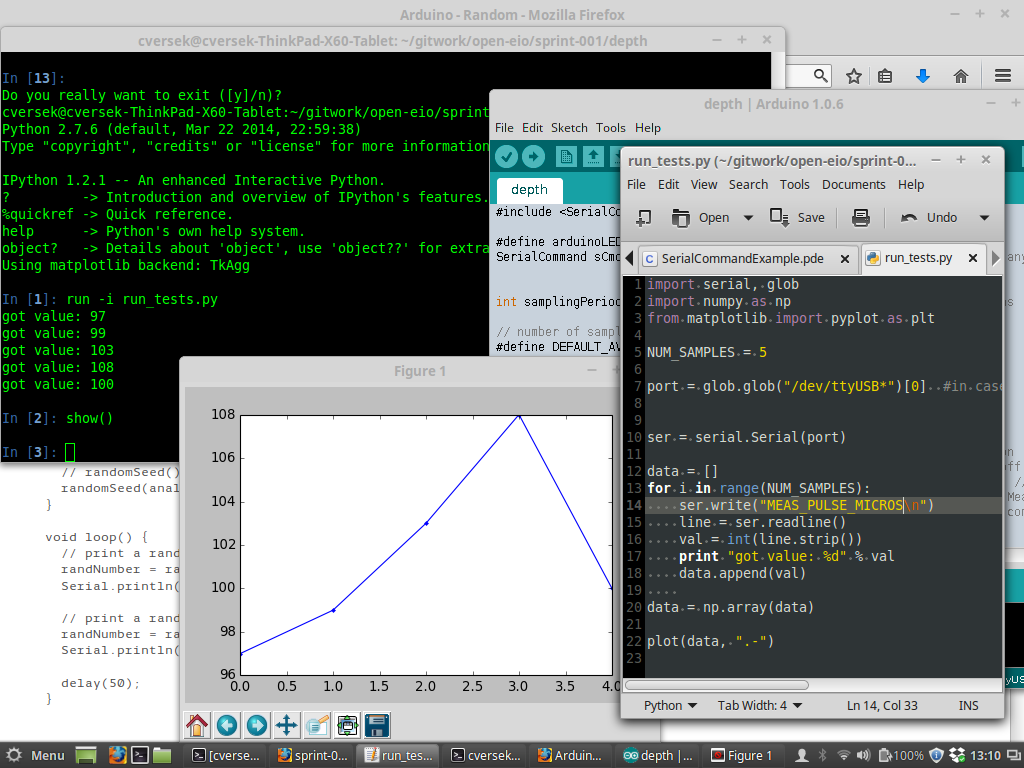 Arduino - Random - Mozilla Firefox
cversek@cversek-ThinkPad-X60-Tablet: ~/gitwork/open-eio/sprint-001/depth
In [13]:
Do you really want to exit ([y]/n)?
cversek@cversek-ThinkPad-X60-Tablet:~/gitwork/open-eio/sprint
Python 2.7.6 (default, Mar 22 2014, 22:59:38)
Type "copyright", "credits" or "license" for more information
IPython 1.2.1 -- An enhanced Interactive Python.
?         -> Introduction and overview of IPython's features.
%quickref -> Quick reference.
help      -> Python's own help system.
object?   -> Details about 'object', use 'object??' for extra
Using matplotlib backend: TkAgg
In [1]: run -i run_tests.py
got value: 97
got value: 99
got value: 103
got value: 108
got value: 100
In [2]: show()
In [3]:
depth | Arduino 1.0.6
File Edit Sketch Tools Help
depth
#include <SerialCo
#define arduinoLED
SerialCommand sCm
int samplingPerio
// number of sampl
#define DEFAULT_AV
run_tests.py (~/gitwork/open-eio/sprint-0...
File Edit View Search Tools Documents Help
Open Save Undo
SerialCommandExample.pde run_tests.py
1 import serial, glob
2 import numpy as np
3 from matplotlib import pyplot as plt
4
5 NUM_SAMPLES = 5
6
7 port = glob.glob("/dev/ttyUSB*")[0]  #in case
8
9
10 ser = serial.Serial(port)
11
12 data = []
13 for i in range(NUM_SAMPLES):
14     ser.write("MEAS_PULSE_MICROS\n")
15     line = ser.readline()
16     val = int(line.strip())
17     print "got value: %d" % val
18     data.append(val)
19
20 data = np.array(data)
21
22 plot(data, ".-")
23
Python Tab Width: 4 Ln 14, Col 33 INS
Figure 1
108
106
104
102
100
98
96
0.0 0.5 1.0 1.5 2.0 2.5 3.0 3.5 4.0
// randomSeed()
randomSeed(anal
}
void loop() {
// print a rand
randNumber = ra
Serial.println(
// print a rand
randNumber = ra
Serial.println(
delay(50);
}
Menu [cverse... sprint-0... run_tes... cversek... Arduin... depth |... Figure 1 100% 13:10